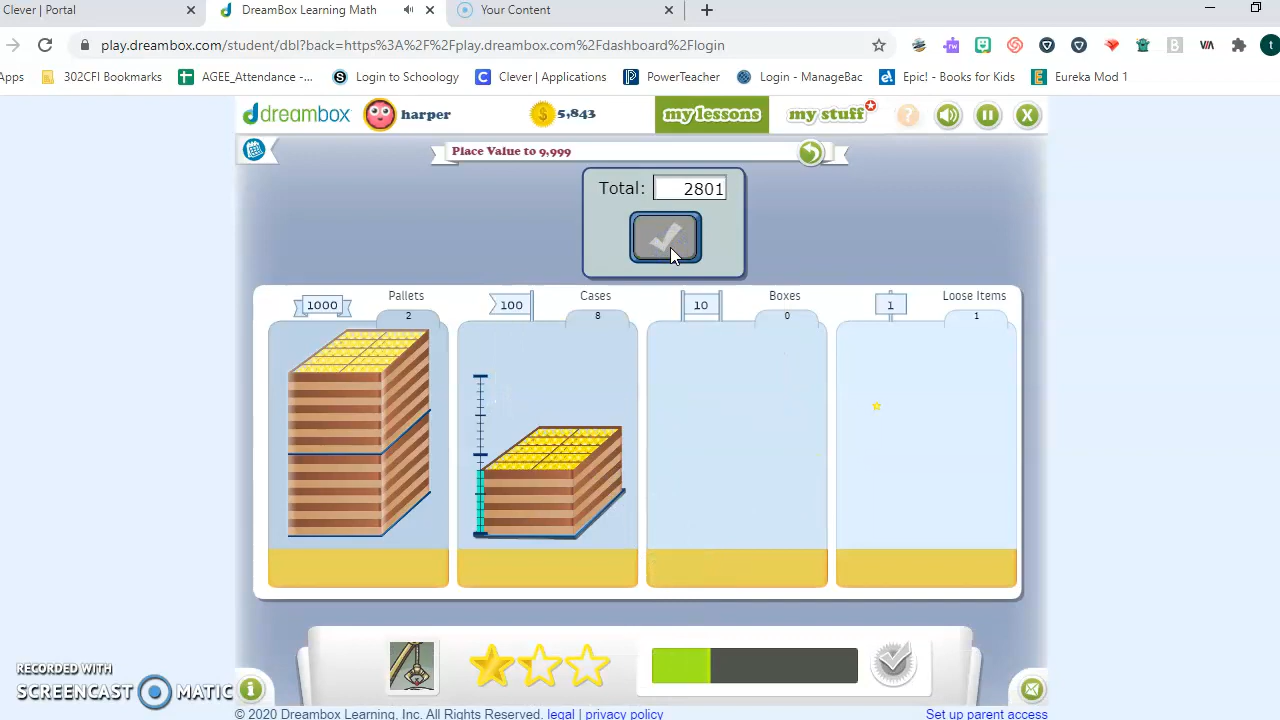 Clever | Portal
DreamBox Learning Math
Your Content
play.dreambox.com/student/dbl?back=https%3A%2F%2Fplay.dreambox.com%2Fdashboard%2Flogin
Apps
302CFI Bookmarks
AGEE_Attendance -...
Login to Schoology
Clever | Applications
PowerTeacher
Login - ManageBac
Epic! - Books for Kids
Eureka Mod 1
dreambox
harper
5,843
my lessons
my stuff
?
X
Place Value to 9,999
Total: 2801
1000
Pallets
2
100
Cases
8
10
Boxes
0
1
Loose Items
1
RECORDED WITH
SCREENCAST MATIC
© 2020 DreamBox Learning, Inc. All Rights Reserved. legal | privacy policy
Set up parent access